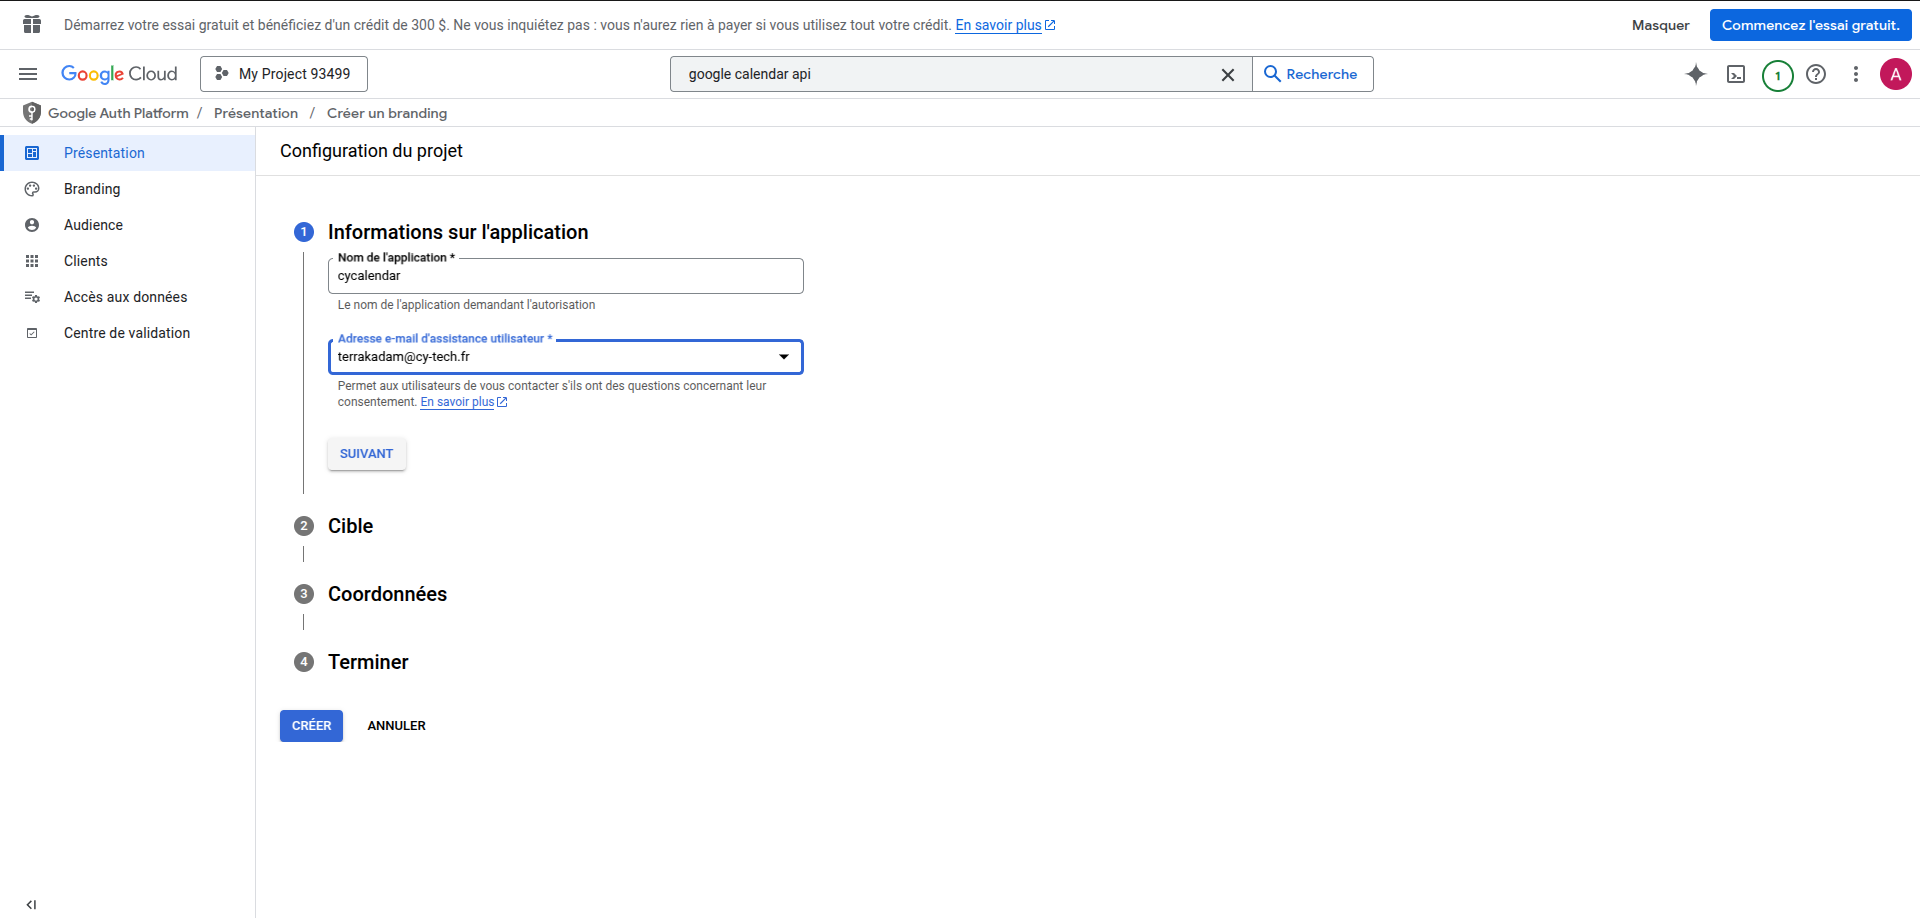 Démarrez votre essai gratuit et bénéficiez d'un crédit de 300 $. Ne vous inquiétez pas : vous n'aurez rien à payer si vous utilisez tout votre crédit. En savoir plus
Masquer
Commencez l'essai gratuit.
Google Cloud
My Project 93499
google calendar api
Recherche
1
A
Google Auth Platform / Présentation / Créer un branding
Présentation
Branding
Audience
Clients
Accès aux données
Centre de validation
Configuration du projet
1 Informations sur l'application
Nom de l'application *
cycalendar
Le nom de l'application demandant l'autorisation
Adresse e-mail d'assistance utilisateur *
terrakadam@cy-tech.fr
Permet aux utilisateurs de vous contacter s'ils ont des questions concernant leur
consentement. En savoir plus
SUIVANT
2 Cible
3 Coordonnées
4 Terminer
CRÉER
ANNULER